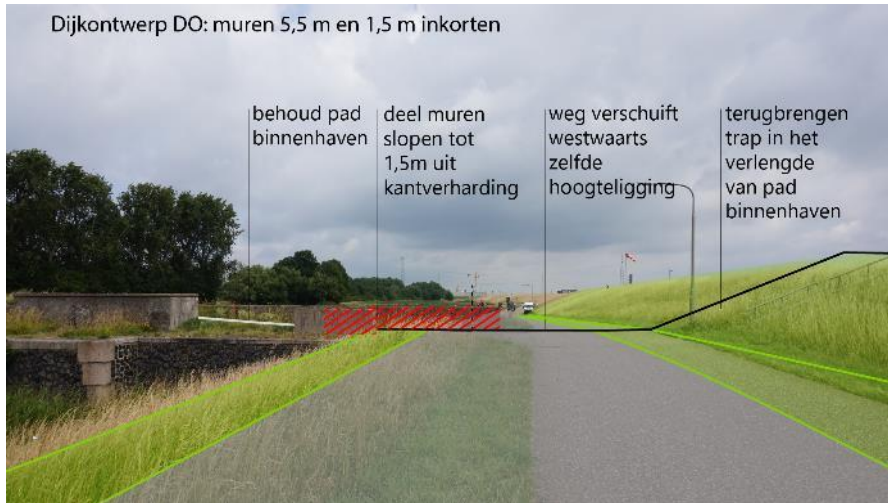 Dijkontwerp DO: muren 5,5 m en 1,5 m inkorten
behoud pad
binnenhaven
deel muren
slopen tot
1,5m uit
kantverharding
weg verschuift
westwaarts
zelfde
hoogteligging
terugbrengen
trap in het
verlengde
van pad
binnenhaven